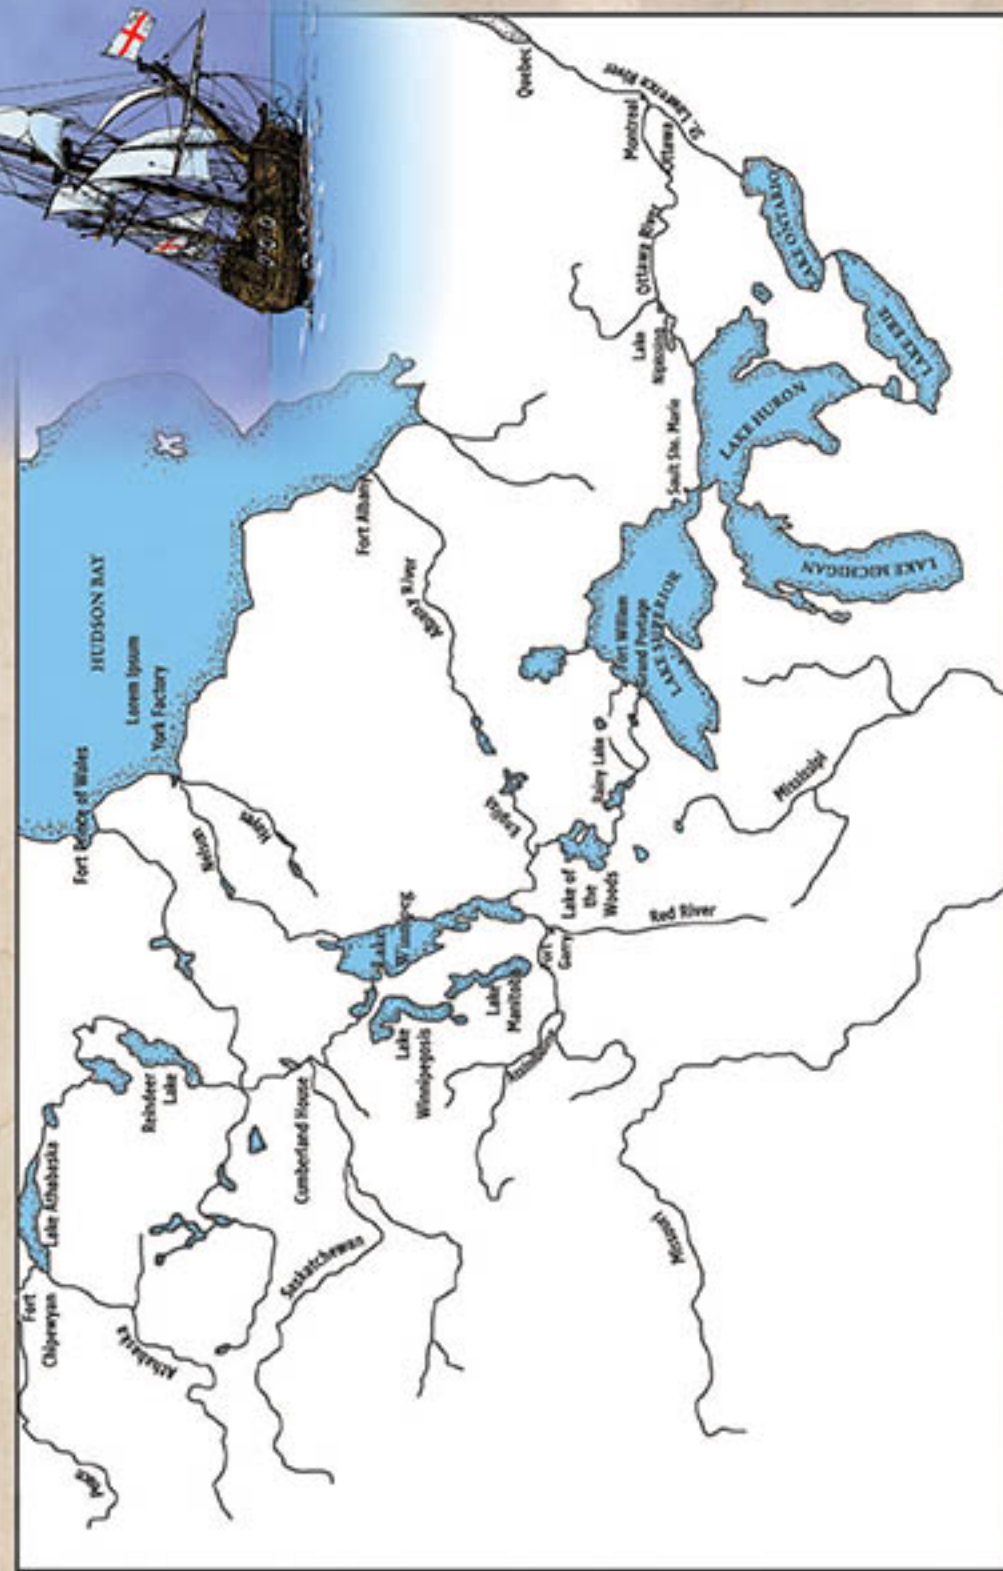 Fort
Chipewyan
Lake Athabaska
Peach
Athabaska
Reindeer
Lake
Fort Prince of Wales
HUDSON BAY
Lorem Ipsum
York Factory
Nelson
Hayes
Cumberland House
Saskatchewan
Fort Albany
Albany River
Lake
Winnipeg
Lake
Winnipegosis
Lake
Manitoba
Assiniboine
Fort
Garry
English
Lake of
the
Woods
Rainy Lake
Red River
Fort William
Grand Portage
LAKE SUPERIOR
Sault Ste. Marie
Lake
Nipissing
Ottawa River
Ottawa
Montreal
Quebec
St. Lawrence River
Missouri
Mississipi
LAKE MICHIGAN
LAKE HURON
LAKE ERIE
LAKE ONTARIO